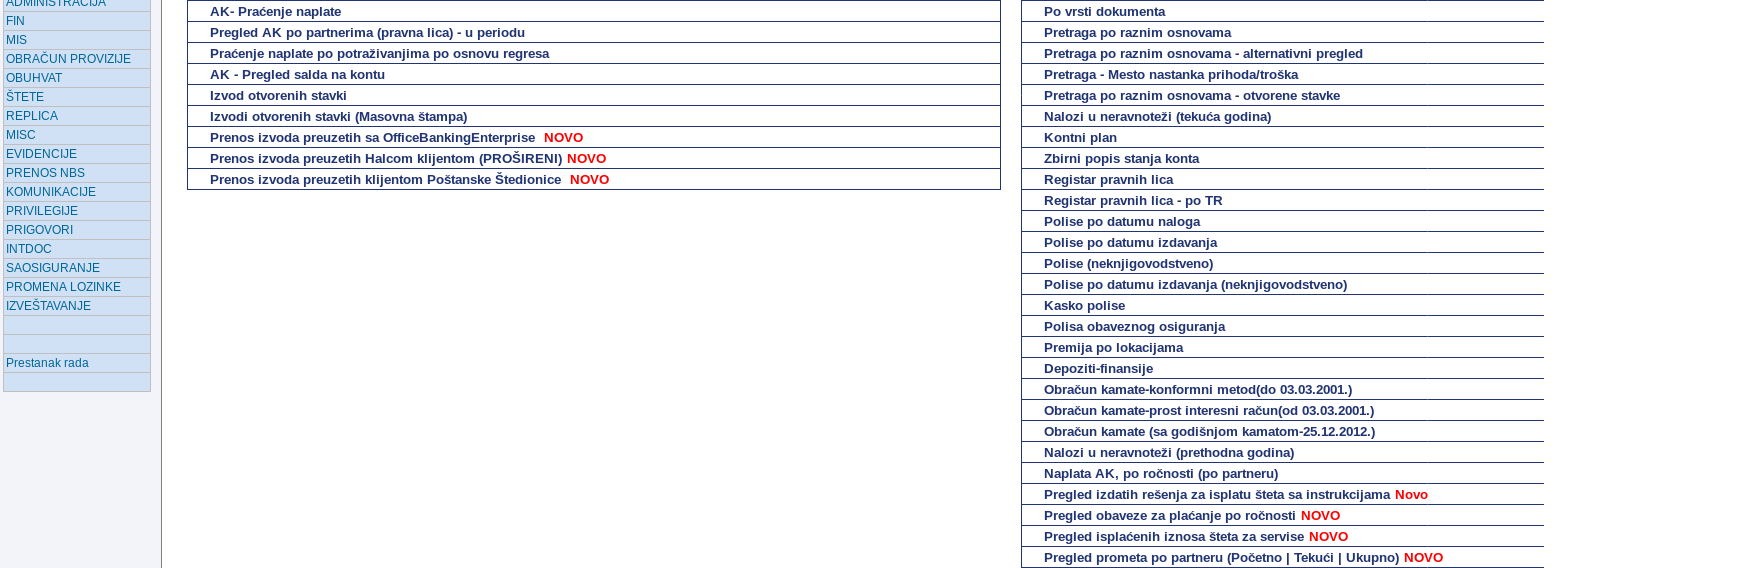 ADMINISTRACIJA
FIN
MIS
OBRAČUN PROVIZIJE
OBUHVAT
ŠTETE
REPLICA
MISC
EVIDENCIJE
PRENOS NBS
KOMUNIKACIJE
PRIVILEGIJE
PRIGOVORI
INTDOC
SAOSIGURANJE
PROMENA LOZINKE
IZVEŠTAVANJE
Prestanak rada
AK- Praćenje naplate
Pregled AK po partnerima (pravna lica) - u periodu
Praćenje naplate po potraživanjima po osnovu regresa
AK - Pregled salda na kontu
Izvod otvorenih stavki
Izvodi otvorenih stavki (Masovna štampa)
Prenos izvoda preuzetih sa OfficeBankingEnterprise NOVO
Prenos izvoda preuzetih Halcom klijentom (PROŠIRENI) NOVO
Prenos izvoda preuzetih klijentom Poštanske Štedionice NOVO
Po vrsti dokumenta
Pretraga po raznim osnovama
Pretraga po raznim osnovama - alternativni pregled
Pretraga - Mesto nastanka prihoda/troška
Pretraga po raznim osnovama - otvorene stavke
Nalozi u neravnoteži (tekuća godina)
Kontni plan
Zbirni popis stanja konta
Registar pravnih lica
Registar pravnih lica - po TR
Polise po datumu naloga
Polise po datumu izdavanja
Polise (neknjigovodstveno)
Polise po datumu izdavanja (neknjigovodstveno)
Kasko polise
Polisa obaveznog osiguranja
Premija po lokacijama
Depoziti-finansije
Obračun kamate-konformni metod(do 03.03.2001.)
Obračun kamate-prost interesni račun(od 03.03.2001.)
Obračun kamate (sa godišnjom kamatom-25.12.2012.)
Nalozi u neravnoteži (prethodna godina)
Naplata AK, po ročnosti (po partneru)
Pregled izdatih rešenja za isplatu šteta sa instrukcijama Novo
Pregled obaveze za plaćanje po ročnosti NOVO
Pregled isplaćenih iznosa šteta za servise NOVO
Pregled prometa po partneru (Početno | Tekući | Ukupno) NOVO